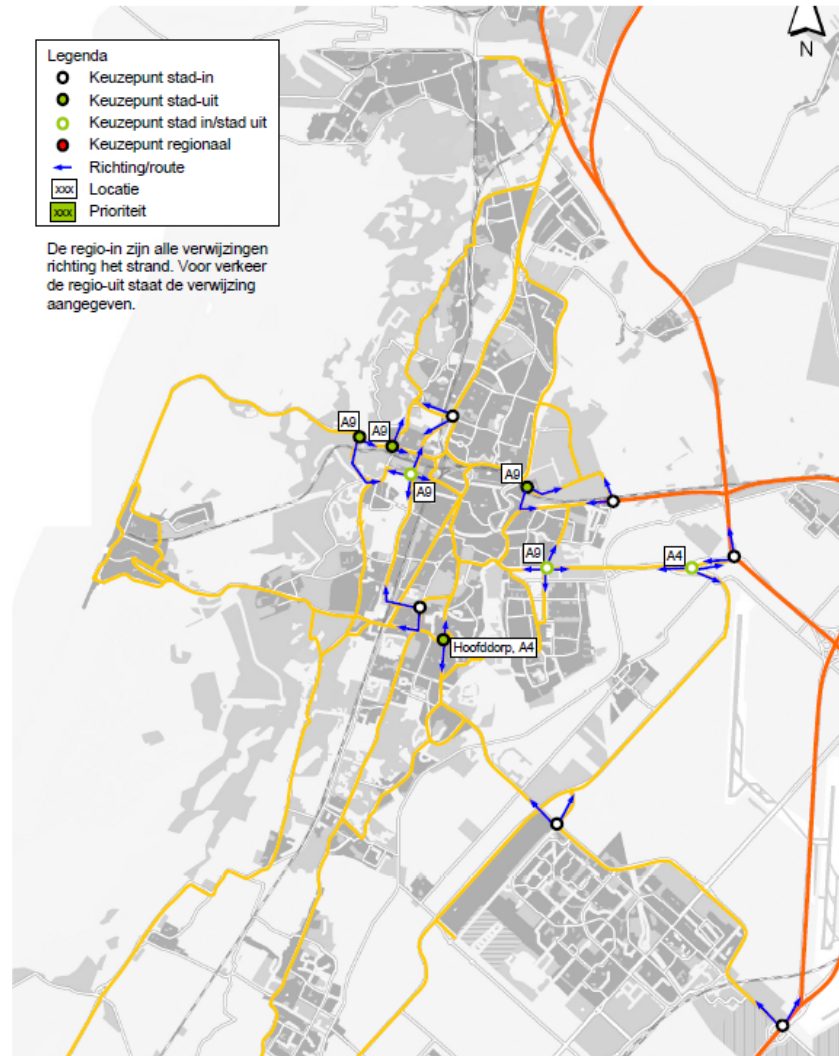 N
Legenda
Keuzepunt stad-in
Keuzepunt stad-uit
Keuzepunt stad in/stad uit
Keuzepunt regionaal
Richting/route
xxx Locatie
xxx Prioriteit
De regio-in zijn alle verwijzingen
richting het strand. Voor verkeer
de regio-uit staat de verwijzing
aangegeven.
A9
A9
A9
A9
A9
A4
Hoofddorp, A4